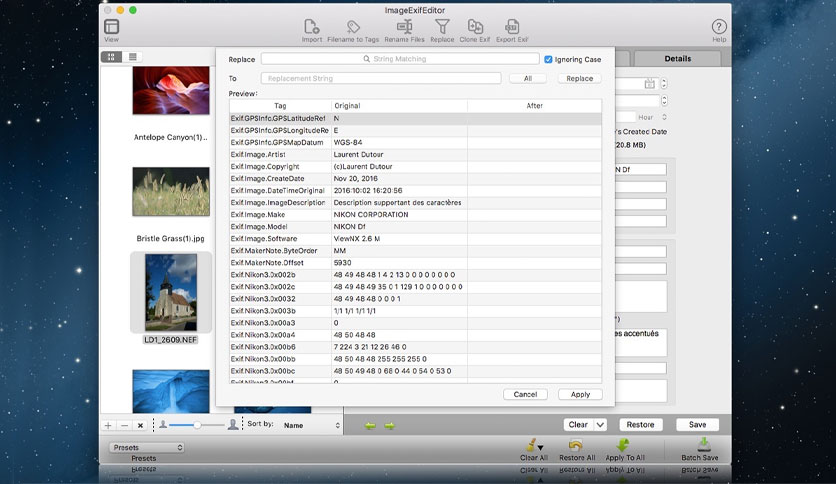 ImageExifEditor
View
Import
Filename to Tags
Rename Files
Replace
Clone Exif
Export Exif
Help
Details
Replace
String Matching
Ignoring Case
To
Replacement String
All
Replace
Preview:
Tag Original After
Exif.GPSInfo.GPSLatitudeRef N
Exif.GPSInfo.GPSLongitudeRe E
Exif.GPSInfo.GPSMapDatum WGS-84
Exif.Image.Artist Laurent Dutour
Exif.Image.Copyright (c)Laurent Dutour
Exif.Image.CreateDate Nov 20, 2016
Exif.Image.DateTimeOriginal 2016:10:02 16:20:56
Exif.Image.ImageDescription Description supportant des caractères
Exif.Image.Make NIKON CORPORATION
Exif.Image.Model NIKON Df
Exif.Image.Software ViewNX 2.6 M
Exif.MakerNote.ByteOrder MM
Exif.MakerNote.Offset 5930
Exif.Nikon3.0x002b 48 49 48 48 1 4 2 13 0 0 0 0 0 0 0 0
Exif.Nikon3.0x002c 48 49 48 49 35 0 1 129 1 0 0 0 0 0 0 0
Exif.Nikon3.0x0032 48 49 48 48 0 0 0 1
Exif.Nikon3.0x003b 1/1 1/1 1/1 1/1
Exif.Nikon3.0x00a3 0
Exif.Nikon3.0x00a4 48 50 48 48
Exif.Nikon3.0x00b6 7 224 3 21 12 26 46 0
Exif.Nikon3.0x00bb 48 50 48 48 255 255 255 0
Exif.Nikon3.0x00bc 48 50 49 48 0 68 0 44 0 54 0 53 0
Cancel
Apply
Antelope Canyon(1)..
Bristle Grass(1).jpg
LD1_2609.NEF
Hour
's Created Date
(20.8 MB)
N Df
es accentués
Sort by: Name
Clear
Restore
Save
Presets
Presets
Clear All
Restore All
Apply To All
Batch Save